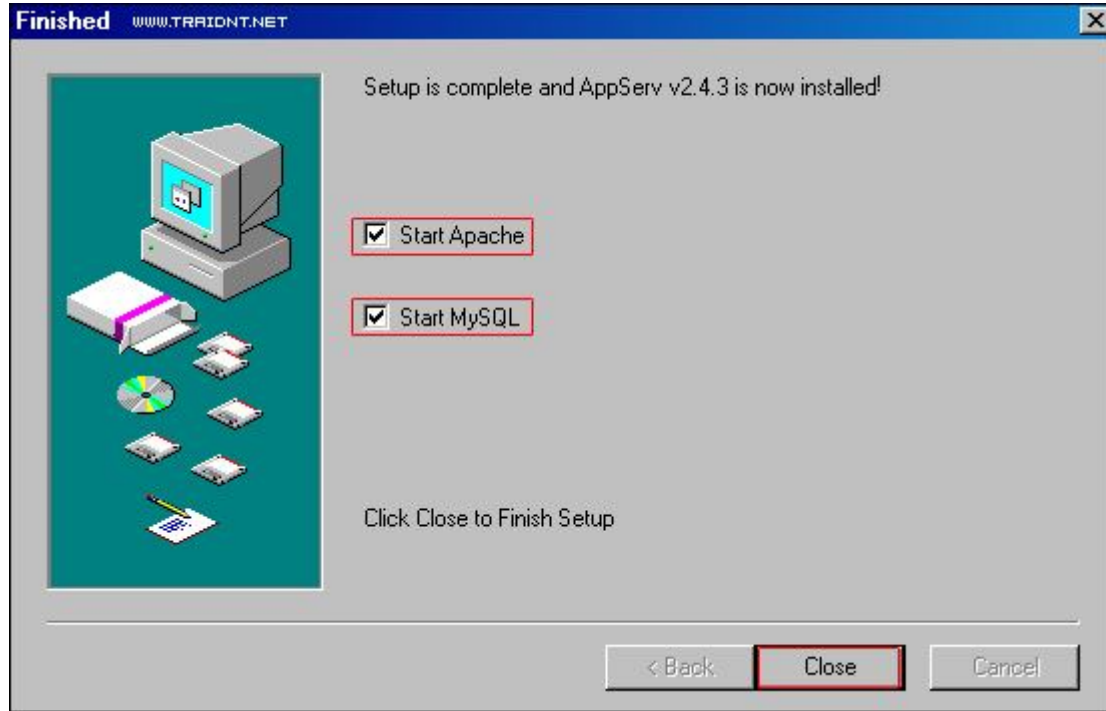 Finished WWW.TRAIDNT.NET
Setup is complete and AppServ v2.4.3 is now installed!
Start Apache
Start MySQL
Click Close to Finish Setup
< Back Close Cancel